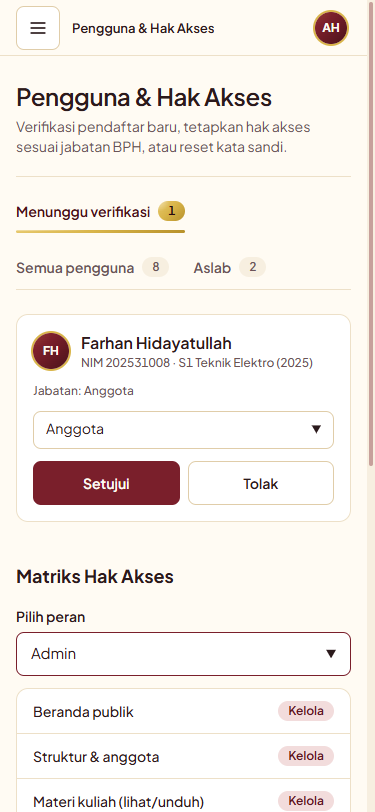 Pengguna & Hak Akses
AH
Pengguna & Hak Akses
Verifikasi pendaftar baru, tetapkan hak akses
sesuai jabatan BPH, atau reset kata sandi.
Menunggu verifikasi 1
Semua pengguna 8 Aslab 2
FH
Farhan Hidayatullah
NIM 202531008 · S1 Teknik Elektro (2025)
Jabatan: Anggota
Anggota
Setujui Tolak
Matriks Hak Akses
Pilih peran
Admin
Beranda publik Kelola
Struktur & anggota Kelola
Materi kuliah (lihat/unduh) Kelola